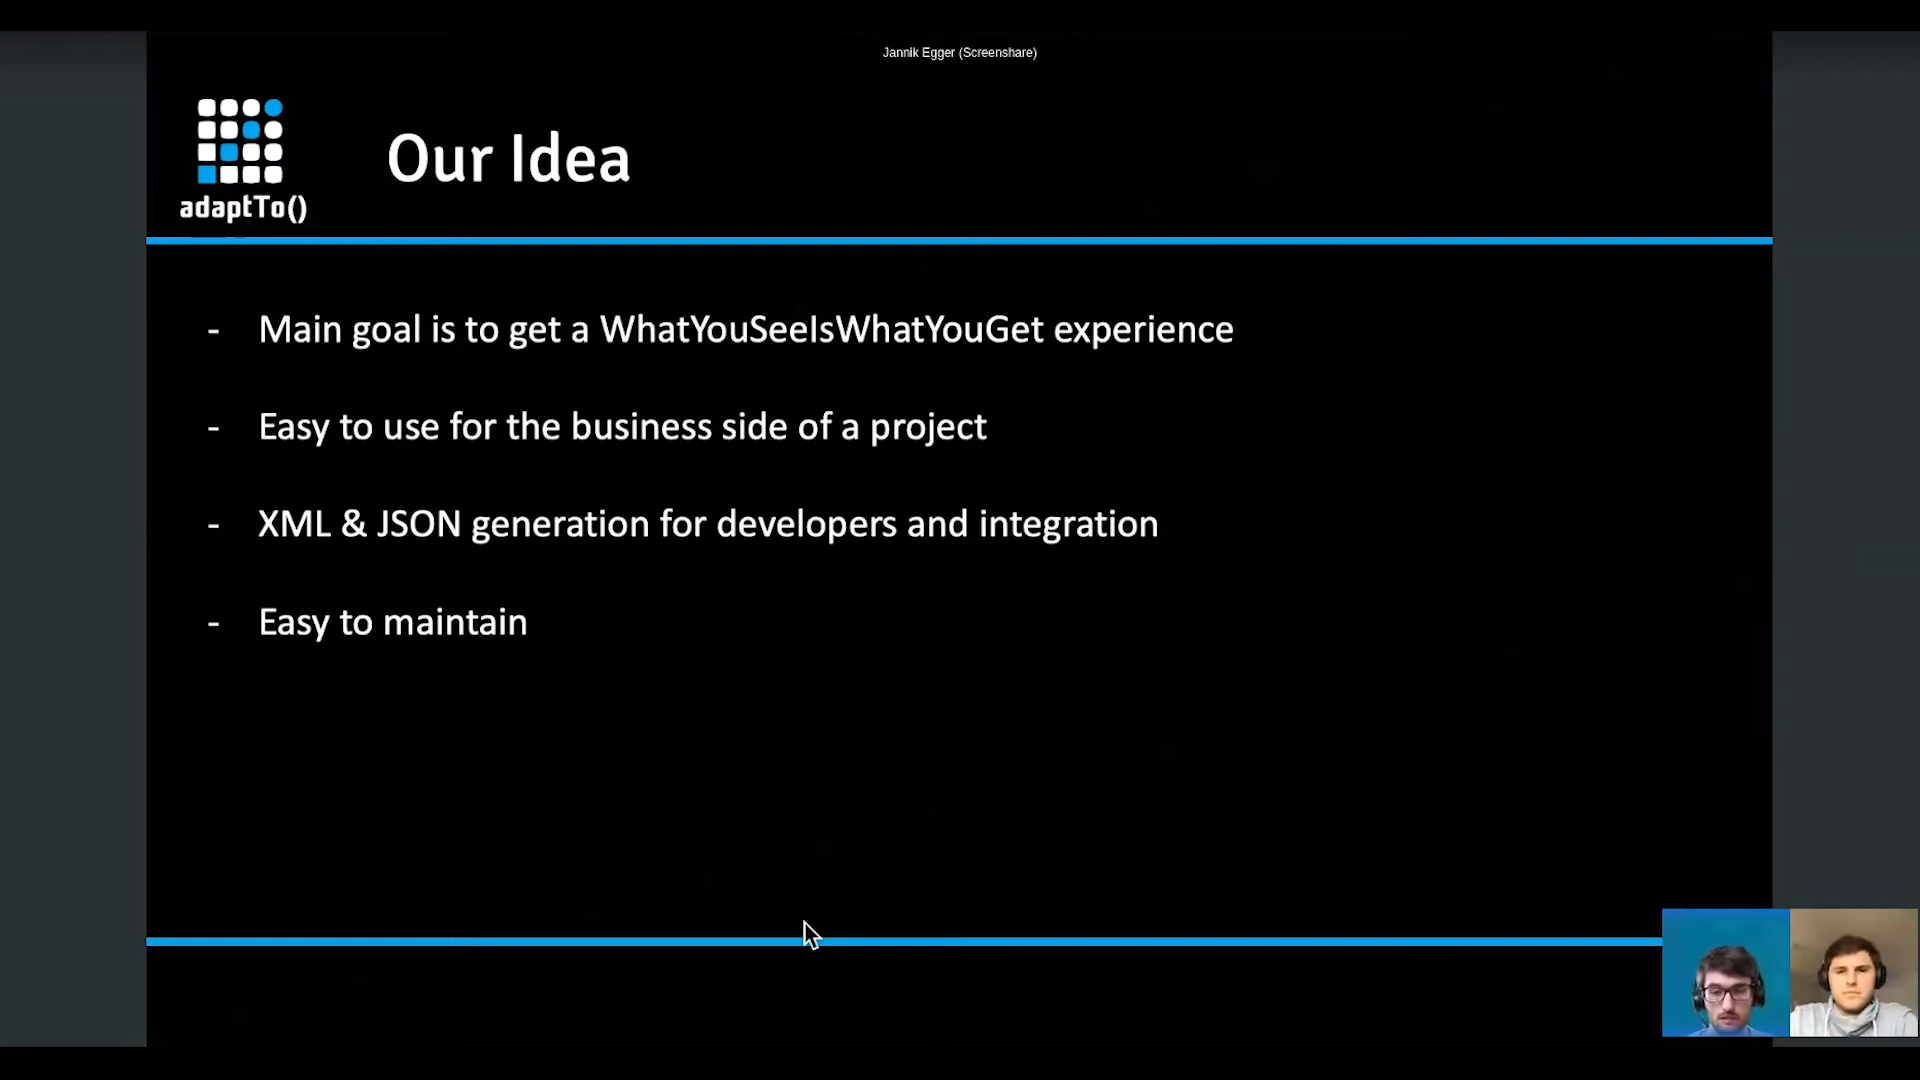 Jannik Egger (Screenshare)
adaptTo()
Our Idea
- Main goal is to get a WhatYouSeeIsWhatYouGet experience
- Easy to use for the business side of a project
- XML & JSON generation for developers and integration
- Easy to maintain